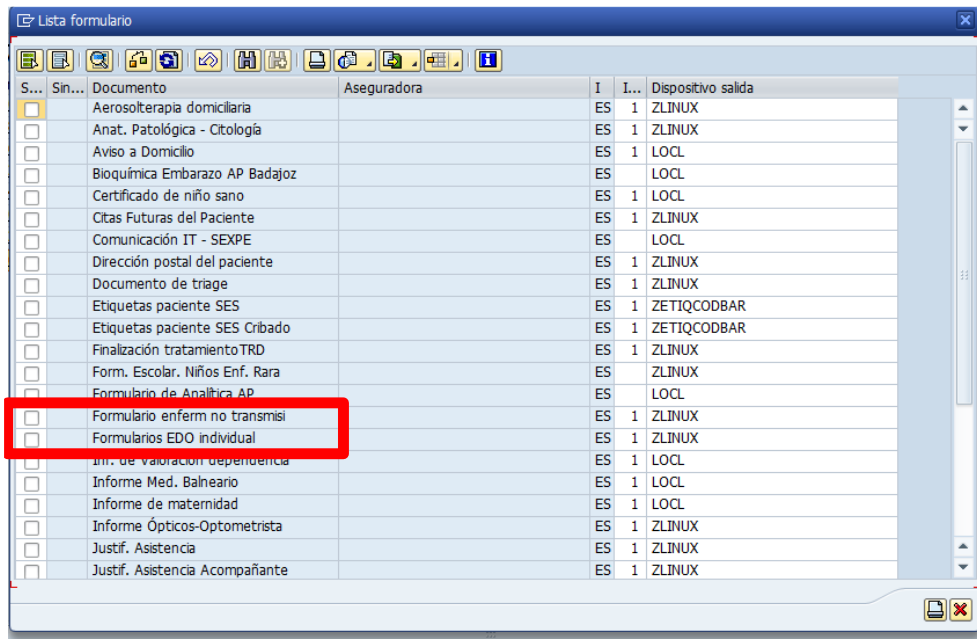 Lista formulario
S... Sin... Documento Aseguradora I I... Dispositivo salida
Aerosolterapia domiciliaria ES 1 ZLINUX
Anat. Patológica - Citología ES 1 ZLINUX
Aviso a Domicilio ES 1 LOCL
Bioquímica Embarazo AP Badajoz ES LOCL
Certificado de niño sano ES 1 LOCL
Citas Futuras del Paciente ES 1 ZLINUX
Comunicación IT - SEXPE ES LOCL
Dirección postal del paciente ES 1 ZLINUX
Documento de triage ES 1 ZLINUX
Etiquetas paciente SES ES 1 ZETIQCODBAR
Etiquetas paciente SES Cribado ES 1 ZETIQCODBAR
Finalización tratamientoTRD ES 1 ZLINUX
Form. Escolar. Niños Enf. Rara ES ZLINUX
Formulario de Analítica AP ES LOCL
Formulario enferm no transmisi ES 1 ZLINUX
Formularios EDO individual ES 1 ZLINUX
Inf. de valoración dependencia ES 1 LOCL
Informe Med. Balneario ES 1 LOCL
Informe de maternidad ES 1 LOCL
Informe Ópticos-Optometrista ES 1 ZLINUX
Justif. Asistencia ES 1 ZLINUX
Justif. Asistencia Acompañante ES 1 ZLINUX